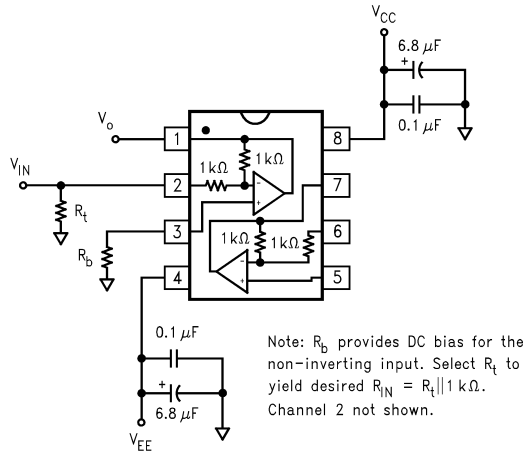 V_CC
6.8 μF
+
0.1 μF
V_o
V_IN
R_t
R_b
1
2
3
4
8
7
6
5
1 kΩ
1 kΩ
-
+
1 kΩ
1 kΩ
-
+
0.1 μF
+
6.8 μF
V_EE
Note: R_b provides DC bias for the
non-inverting input. Select R_t to
yield desired R_IN = R_t||1 kΩ.
Channel 2 not shown.